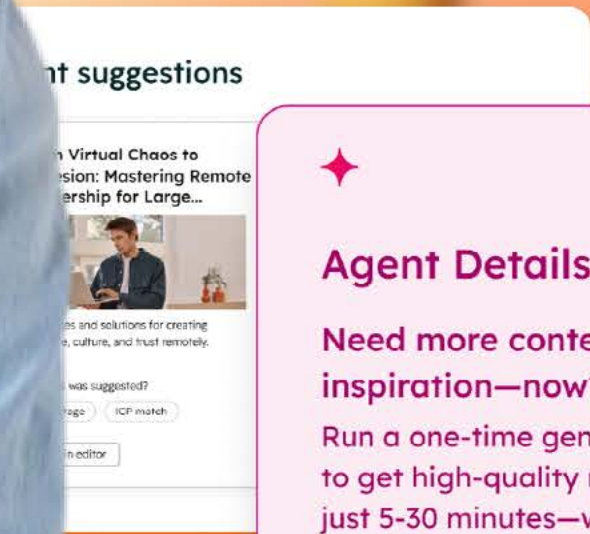 nt suggestions
Virtual Chaos to
sion: Mastering Remote
ership for Large...
es and solutions for creating
e, culture, and trust remotely.
was suggested?
age
ICP match
in editor
Agent Details
Need more conte
inspiration—now?
Run a one-time gen
to get high-quality
just 5-30 minutes—w